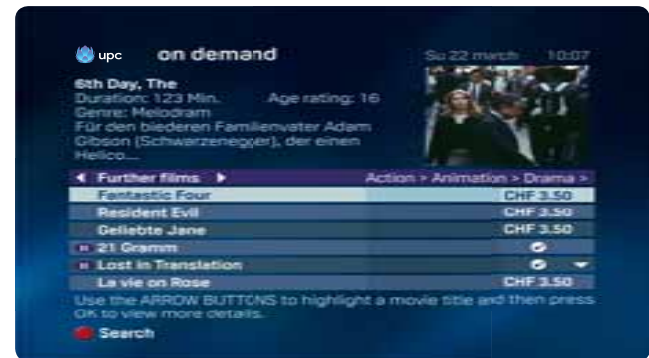 upc on demand Su 22 march 10:07
6th Day, The
Duration: 123 Min. Age rating: 16
Genre: Melodram
Für den biederen Familienvater Adam
Gibson (Schwarzenegger), der einen
Helico...
Further films Action > Animation > Drama >
Fantastic Four CHF 3.50
Resident Evil CHF 3.50
Geliebte Jane CHF 3.50
21 Gramm
Lost in Translation
La vie on Rose CHF 3.50
Use the ARROW BUTTONS to highlight a movie title and then press
OK to view more details.
Search